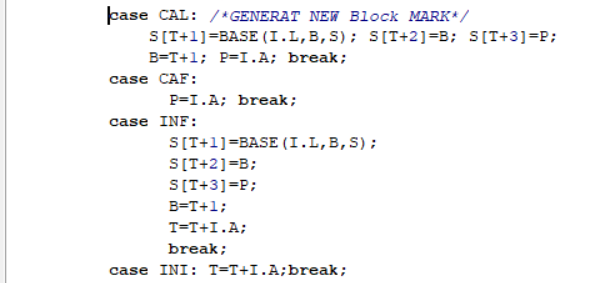 case CAL: /*GENERAT NEW Block MARK*/
S[T+1]=BASE(I.L,B,S); S[T+2]=B; S[T+3]=P;
B=T+1; P=I.A; break;
case CAF:
P=I.A; break;
case INF:
S[T+1]=BASE(I.L,B,S);
S[T+2]=B;
S[T+3]=P;
B=T+1;
T=T+I.A;
break;
case INI: T=T+I.A;break;